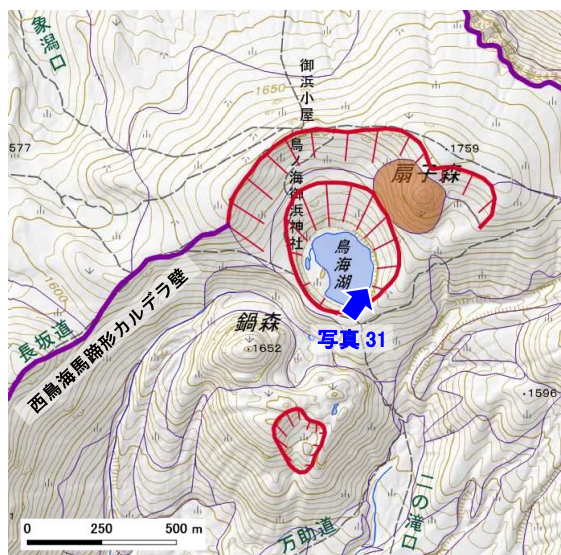 象潟口
御浜小屋
1650
577
・1759
鳥ノ海御浜神社
扇子森
鳥海湖
1600
長坂道
西鳥海馬蹄形カルデラ壁
鍋森
・1652
写真 31
・1596
二の滝口
万助道
0 250 500 m